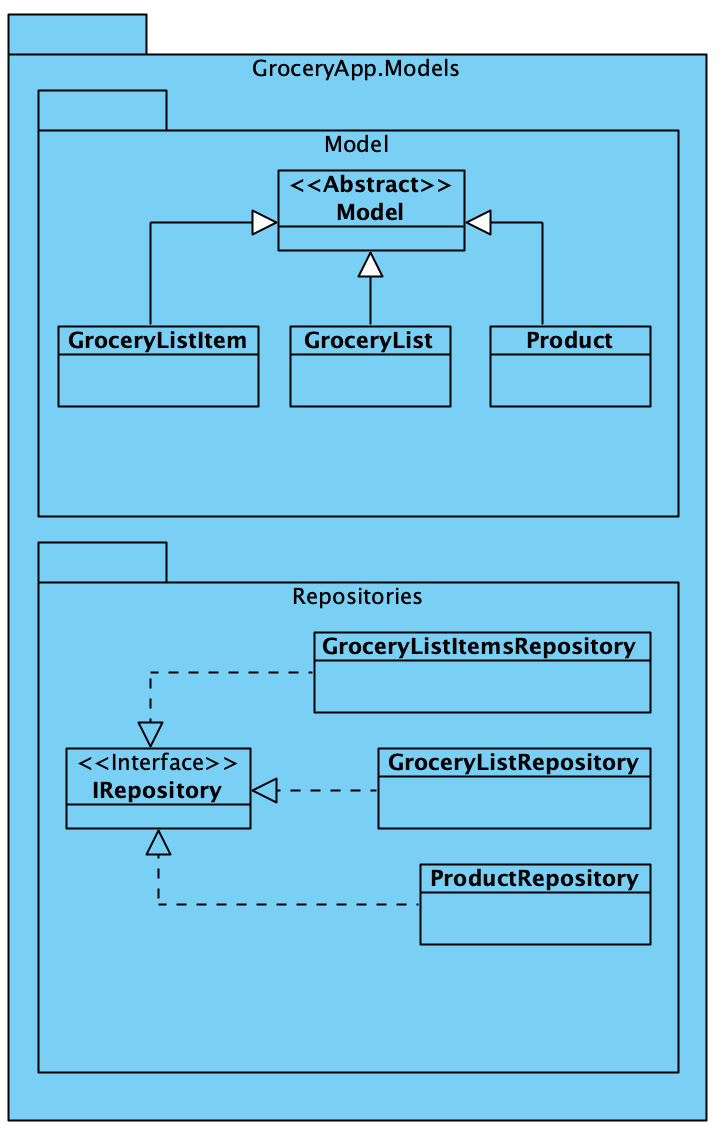 GroceryApp.Models
Model
<<Abstract>>
Model
GroceryListItem
GroceryList
Product
Repositories
GroceryListItemsRepository
<<Interface>>
IRepository
GroceryListRepository
ProductRepository